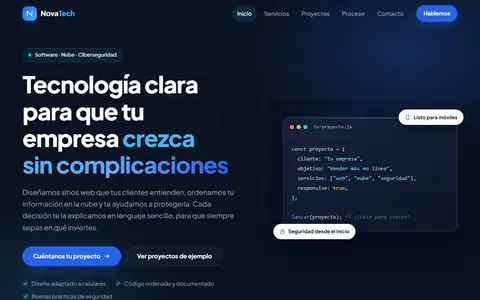 N NovaTech
Inicio Servicios Proyectos Proceso Contacto Hablemos
Software · Nube · Ciberseguridad
Tecnología clara
para que tu
empresa crezca
sin complicaciones
Diseñamos sitios web que tus clientes entienden, ordenamos tu
información en la nube y te ayudamos a protegerla. Cada
decisión te la explicamos en lenguaje sencillo, para que siempre
sepas en qué inviertes.
Cuéntanos tu proyecto →
Ver proyectos de ejemplo
Diseño adaptado a celulares
Código ordenado y documentado
Buenas prácticas de seguridad
Listo para móviles
tu-proyecto.js
const proyecto = {
cliente: "Tu empresa",
objetivo: "Vender más en línea",
servicios: ["web", "nube", "seguridad"],
responsive: true,
};
lanzar(proyecto); // ¡Listo para crecer!
Seguridad desde el inicio